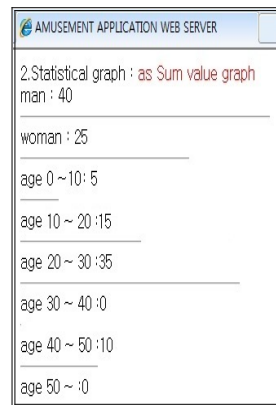 AMUSEMENT APPLICATION WEB SERVER
2.Statistical graph : as Sum value graph
man : 40
woman : 25
age 0 ~10: 5
age 10 ~ 20 :15
age 20 ~ 30 :35
age 30 ~ 40 :0
age 40 ~ 50 :10
age 50 ~ :0